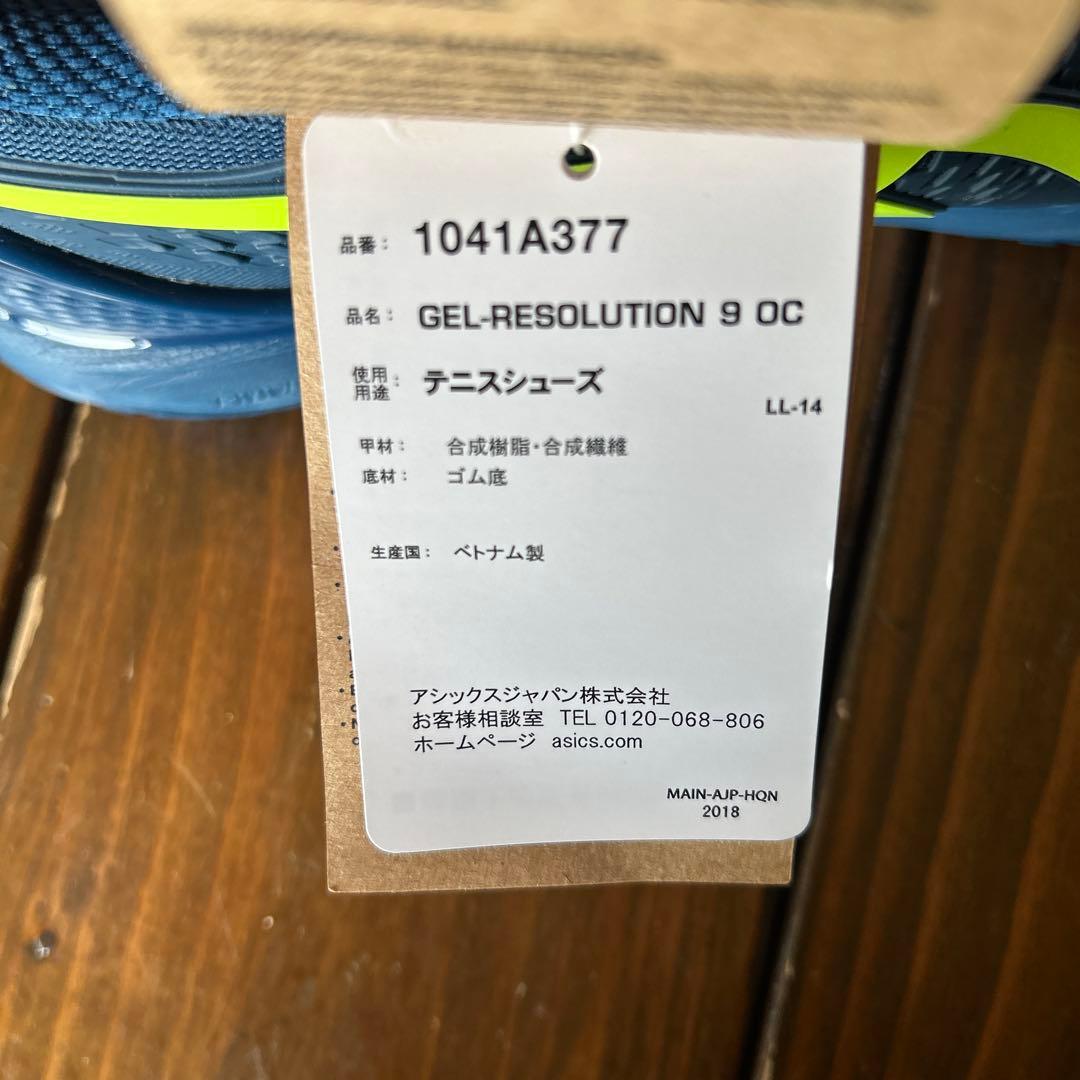 品番： 1041A377
品名： GEL-RESOLUTION 9 OC
使用用途： テニスシューズ
LL-14
甲材： 合成樹脂・合成繊維
底材： ゴム底
生産国： ベトナム製
アシックスジャパン株式会社
お客様相談室 TEL 0120-068-806
ホームページ asics.com
MAIN-AJP-HQN
2018